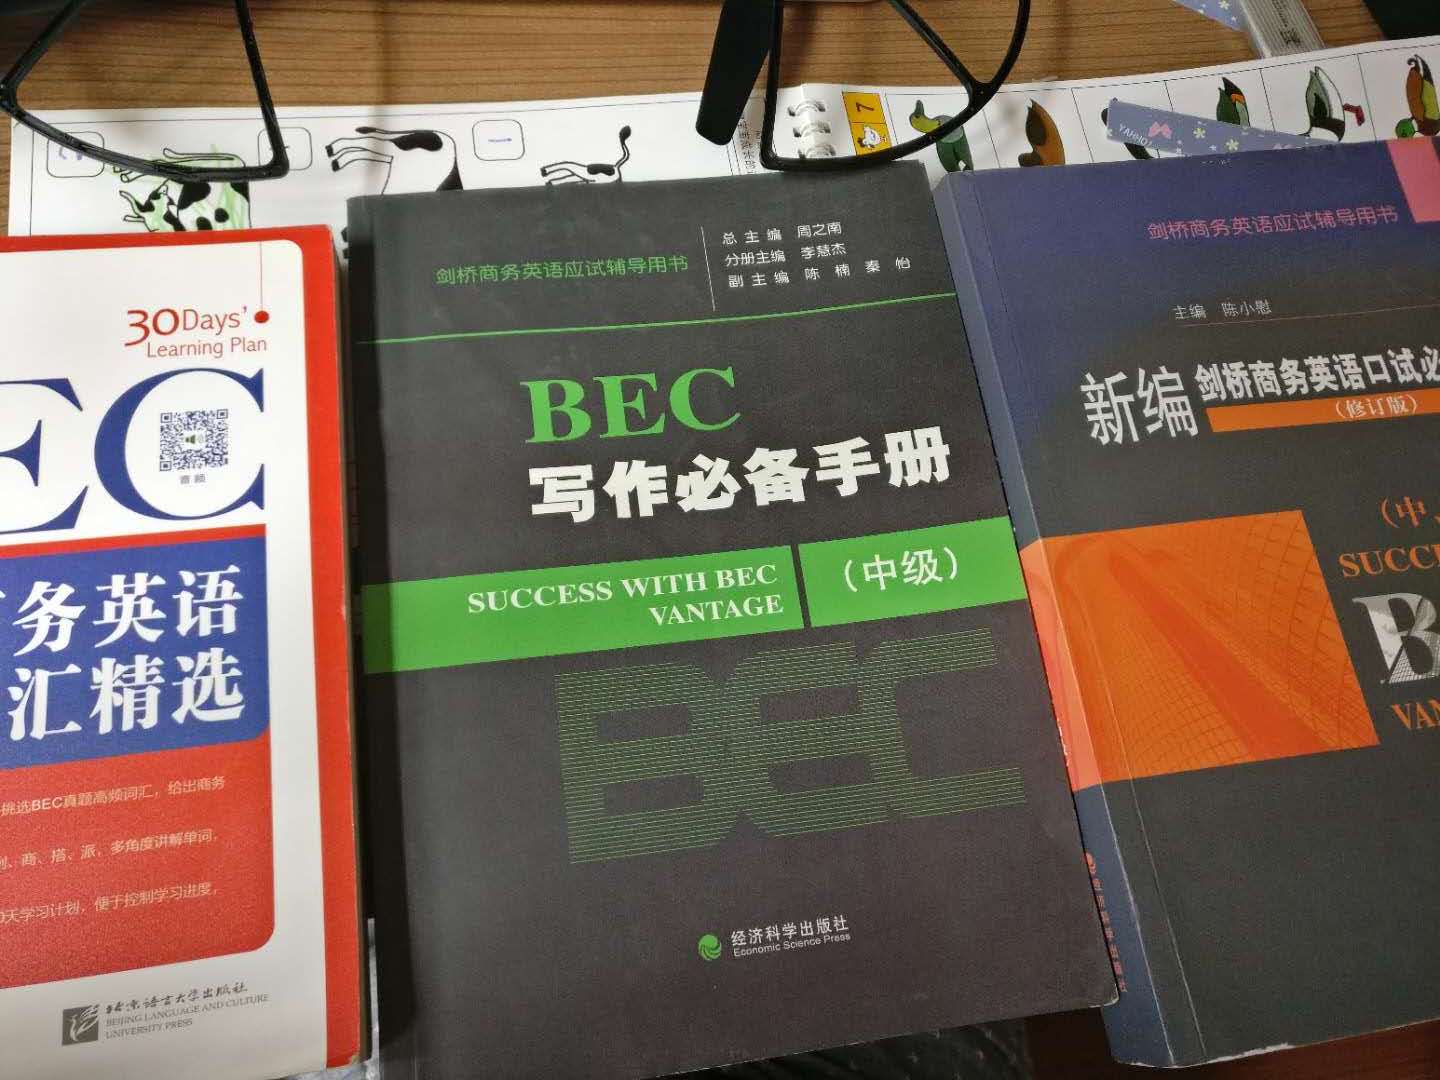 30Days'
Learning Plan
EC
音频
务英语
汇精选
挑选BEC真题高频词汇，给出商务
、商、搭、派，多角度讲解单词，
天学习计划，便于控制学习进度，
北京语言大学出版社
BEIJING LANGUAGE AND CULTURE
UNIVERSITY PRESS
剑桥商务英语应试辅导用书
总主编 周之南
分册主编 李慧杰
副主编 陈楠 秦怡
BEC
写作必备手册
SUCCESS WITH BEC
VANTAGE
（中级）
BEC
经济科学出版社
Economic Science Press
7
YAHHO!
剑桥商务英语应试辅导用书
主编 陈小慰
新编
剑桥商务英语口试必
（修订版）
（中、
SUCCE
B
VAN